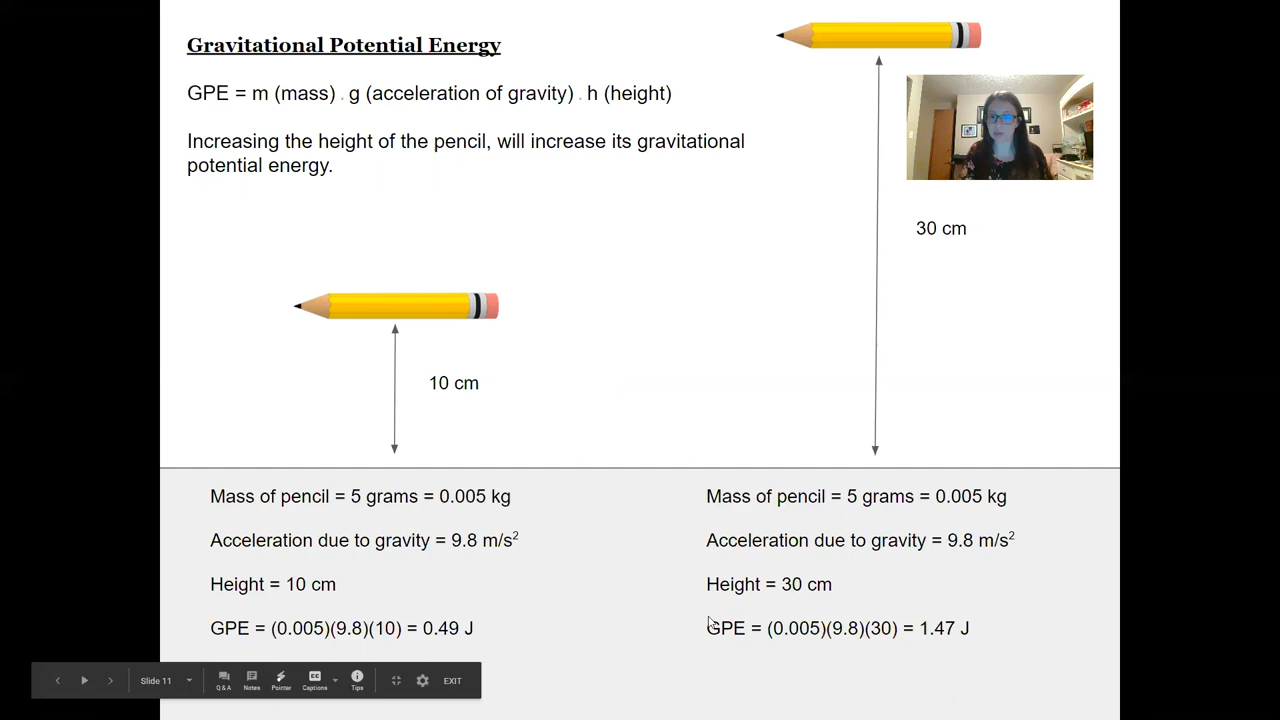 Gravitational Potential Energy
GPE = m (mass) . g (acceleration of gravity) . h (height)
Increasing the height of the pencil, will increase its gravitational
potential energy.
30 cm
10 cm
Mass of pencil = 5 grams = 0.005 kg
Acceleration due to gravity = 9.8 m/s²
Height = 10 cm
GPE = (0.005)(9.8)(10) = 0.49 J
Mass of pencil = 5 grams = 0.005 kg
Acceleration due to gravity = 9.8 m/s²
Height = 30 cm
GPE = (0.005)(9.8)(30) = 1.47 J
Slide 11
Q & A
Notes
Pointer
Captions
Tips
EXIT